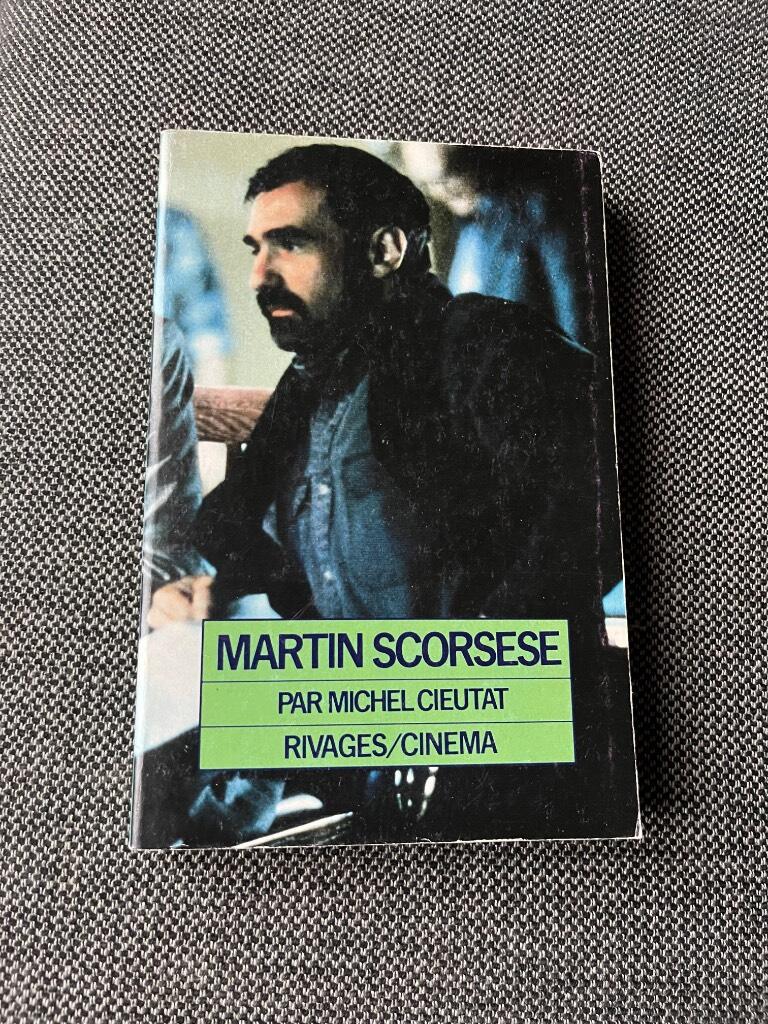 MARTIN SCORSESE
PAR MICHEL CIEUTAT
RIVAGES/CINEMA